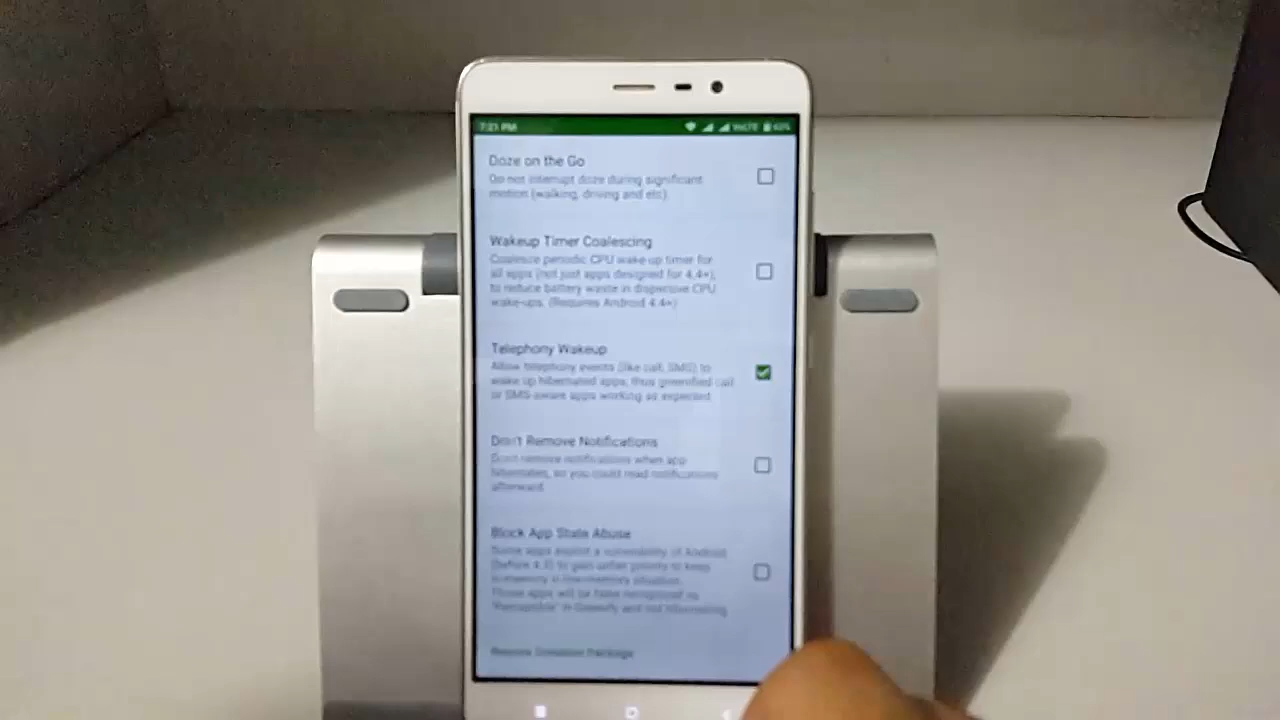 7:21 PM VoLTE 63%
Doze on the Go
Do not interrupt doze during significant
motion (walking, driving and etc)
Wakeup Timer Coalescing
Coalesce periodic CPU wake-up timer for
all apps (not just apps designed for 4.4+),
to reduce battery waste in dispersive CPU
wake-ups. (Requires Android 4.4+)
Telephony Wakeup
Allow telephony events (like call, SMS) to
wake up hibernated apps, thus greenified call
or SMS-aware apps working as expected
Don't Remove Notifications
Don't remove notifications when app
hibernates, so you could read notifications
afterward.
Block App State Abuse
Some apps exploit a vulnerability of Android
(before 4.3) to gain unfair priority to keep
in memory in low-memory situation.
Those apps will be false recognized as
in Greenify and not hibernating
Package